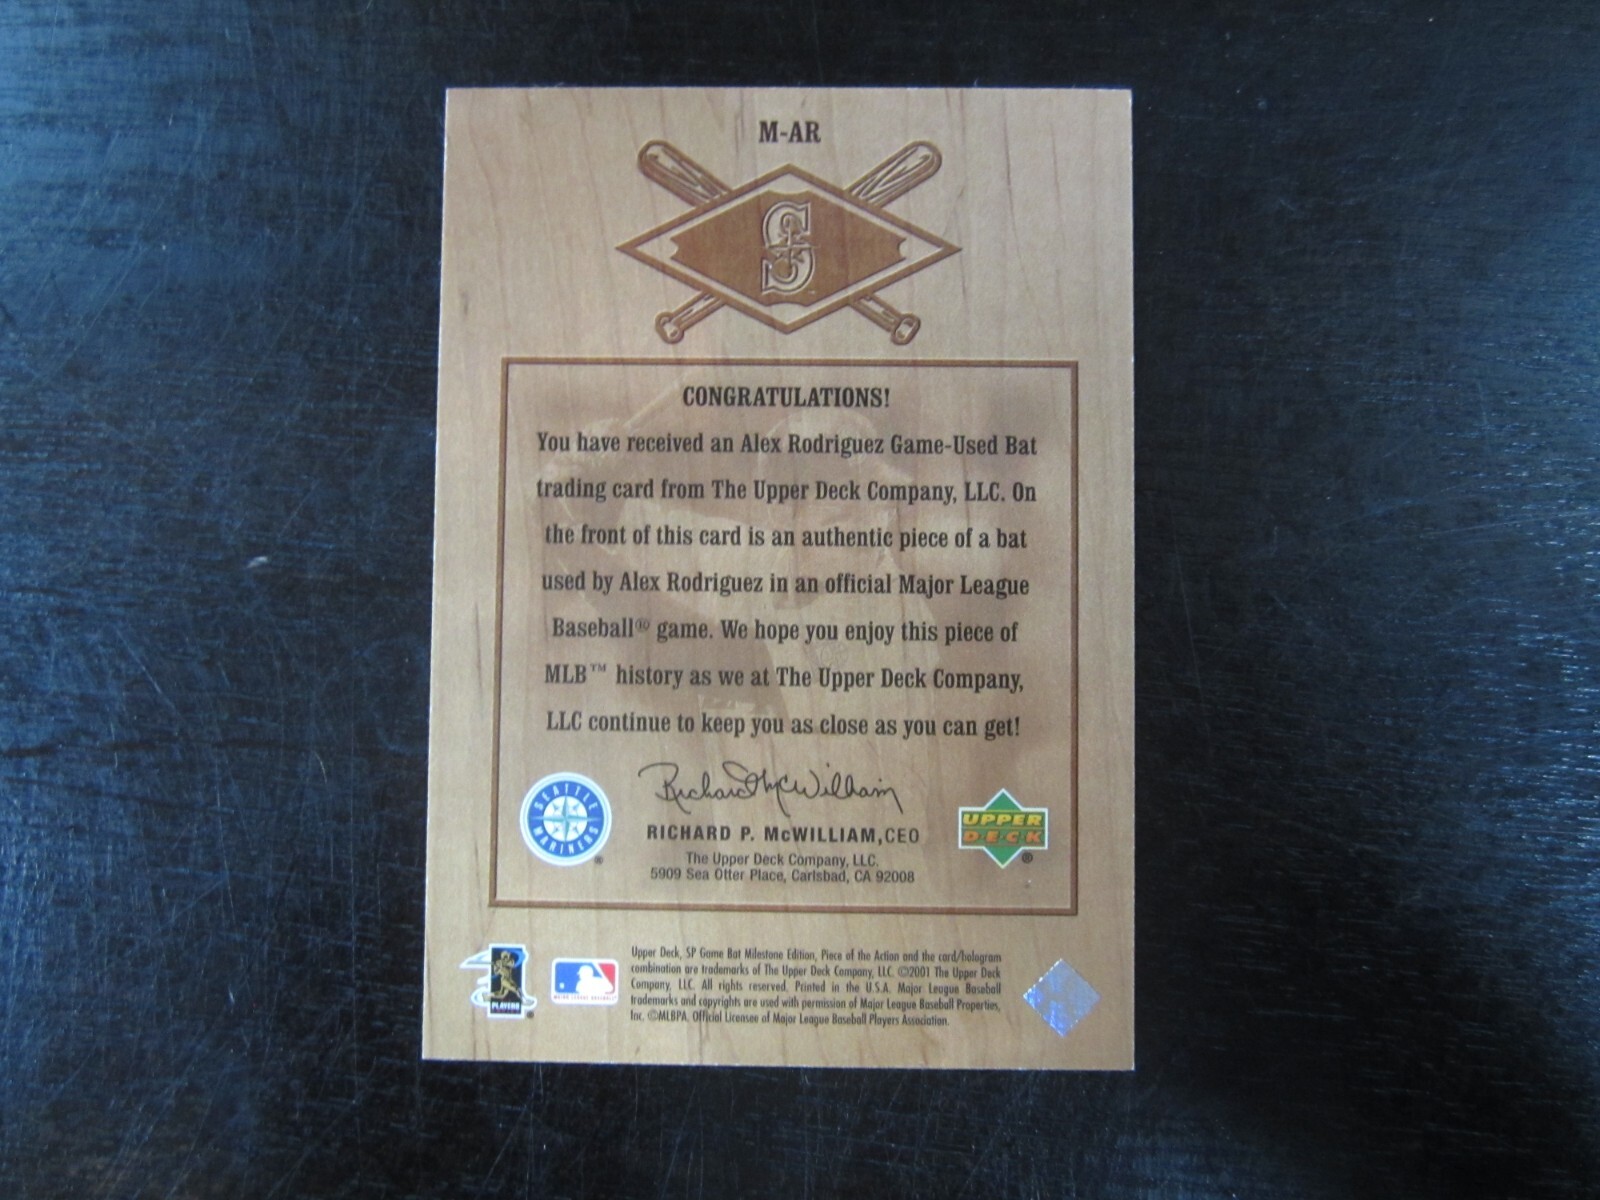 M-AR
S
CONGRATULATIONS!
You have received an Alex Rodriguez Game-Used Bat
trading card from The Upper Deck Company, LLC. On
the front of this card is an authentic piece of a bat
used by Alex Rodriguez in an official Major League
Baseball® game. We hope you enjoy this piece of
MLB™ history as we at The Upper Deck Company,
LLC continue to keep you as close as you can get!
Richard McWilliam
SEATTLE
MARINERS
®
RICHARD P. McWILLIAM, CEO
The Upper Deck Company, LLC.
5909 Sea Otter Place, Carlsbad, CA 92008
UPPER
DECK
®
PLAYERS
®
MAJOR LEAGUE BASEBALL
Upper Deck, SP Game Bat Milestone Edition, Piece of the Action and the card/hologram
combination are trademarks of The Upper Deck Company, LLC. ©2001 The Upper Deck
Company, LLC. All rights reserved. Printed in the U.S.A. Major League Baseball
trademarks and copyrights are used with permission of Major League Baseball Properties,
Inc. ©MLBPA. Official Licensee of Major League Baseball Players Association.